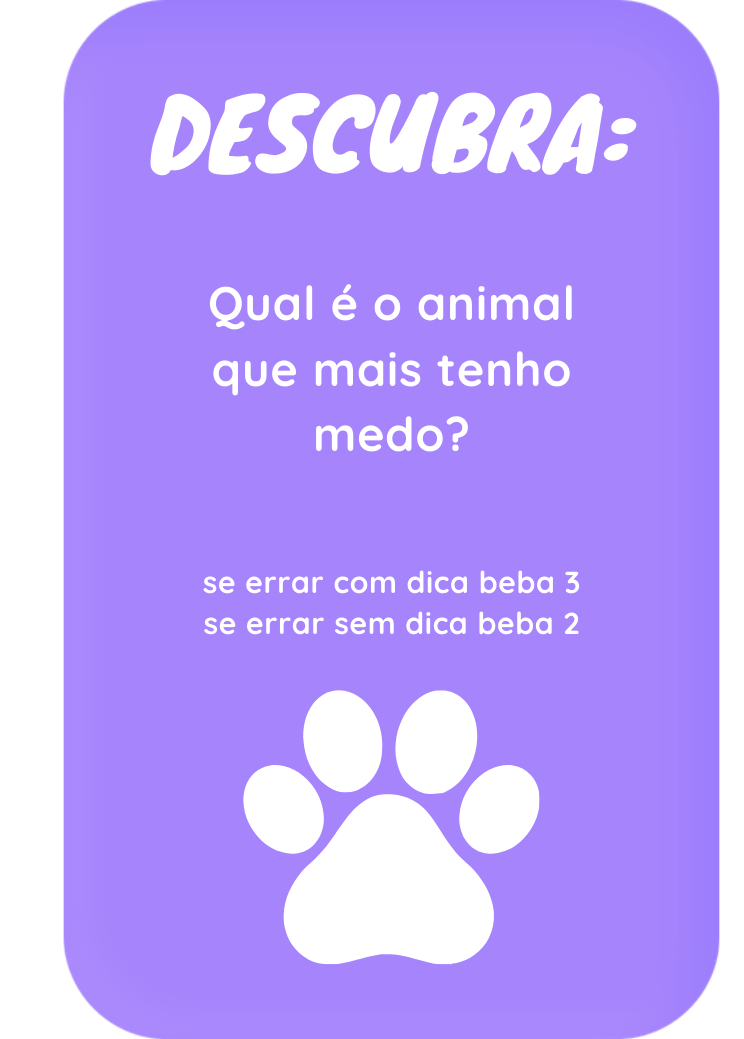 DESCUBRA:
Qual é o animal
que mais tenho
medo?
se errar com dica beba 3
se errar sem dica beba 2